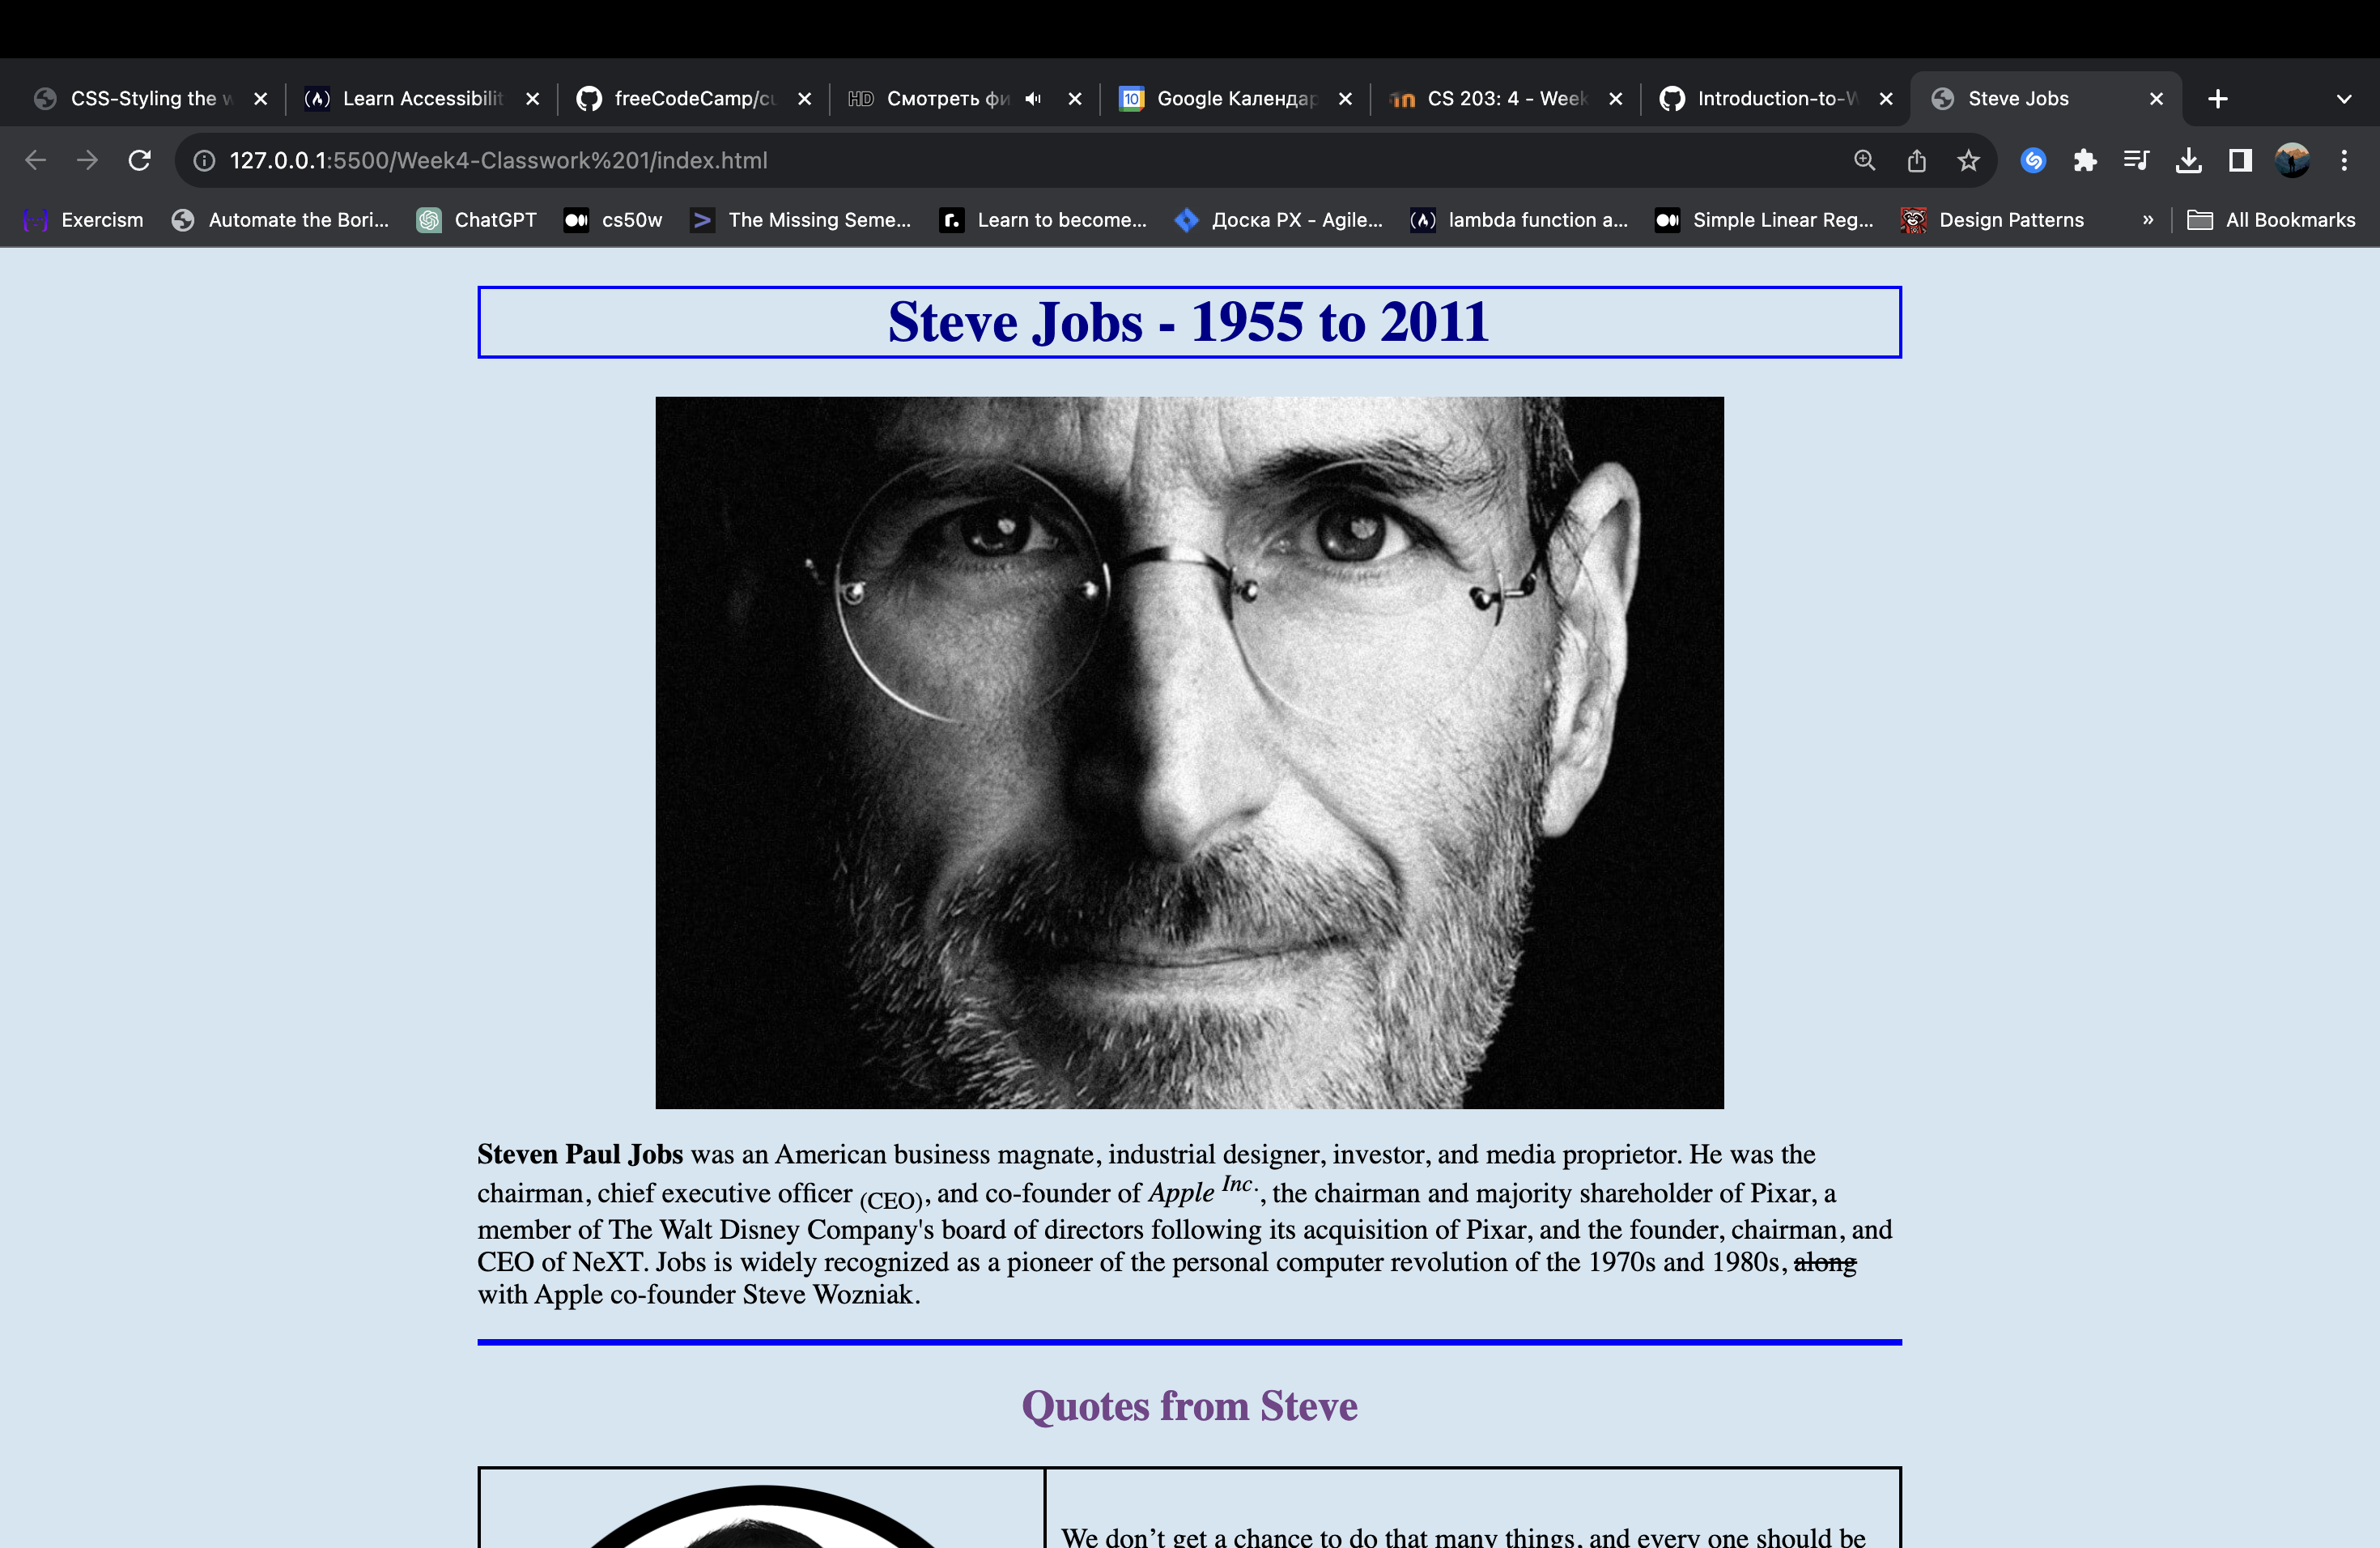 CSS-Styling the w
Learn Accessibilit
freeCodeCamp/cu
HD Смотреть фи
10 Google Календар
CS 203: 4 - Week
Introduction-to-W
Steve Jobs
127.0.0.1:5500/Week4-Classwork%201/index.html
Exercism
Automate the Bori...
ChatGPT
cs50w
The Missing Seme...
r. Learn to become...
Доска PX - Agile...
lambda function a...
Simple Linear Reg...
Design Patterns
» All Bookmarks
Steve Jobs - 1955 to 2011
Steven Paul Jobs was an American business magnate, industrial designer, investor, and media proprietor. He was the
chairman, chief executive officer (CEO), and co-founder of Apple Inc., the chairman and majority shareholder of Pixar, a
member of The Walt Disney Company's board of directors following its acquisition of Pixar, and the founder, chairman, and
CEO of NeXT. Jobs is widely recognized as a pioneer of the personal computer revolution of the 1970s and 1980s, along
with Apple co-founder Steve Wozniak.
Quotes from Steve
We don’t get a chance to do that many things, and every one should be